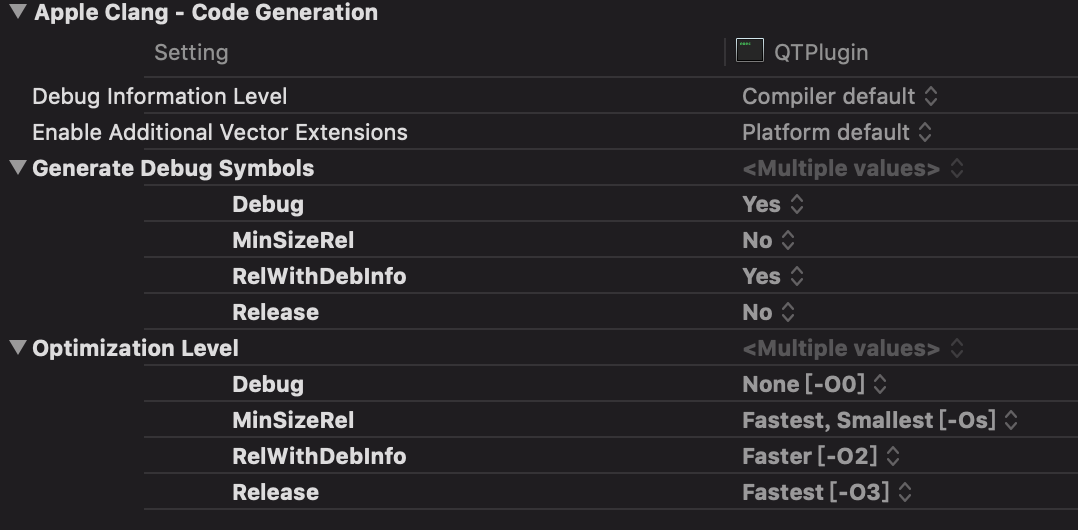 Apple Clang - Code Generation
Setting QTPlugin
Debug Information Level Compiler default
Enable Additional Vector Extensions Platform default
Generate Debug Symbols <Multiple values>
Debug Yes
MinSizeRel No
RelWithDebInfo Yes
Release No
Optimization Level <Multiple values>
Debug None [-O0]
MinSizeRel Fastest, Smallest [-Os]
RelWithDebInfo Faster [-O2]
Release Fastest [-O3]